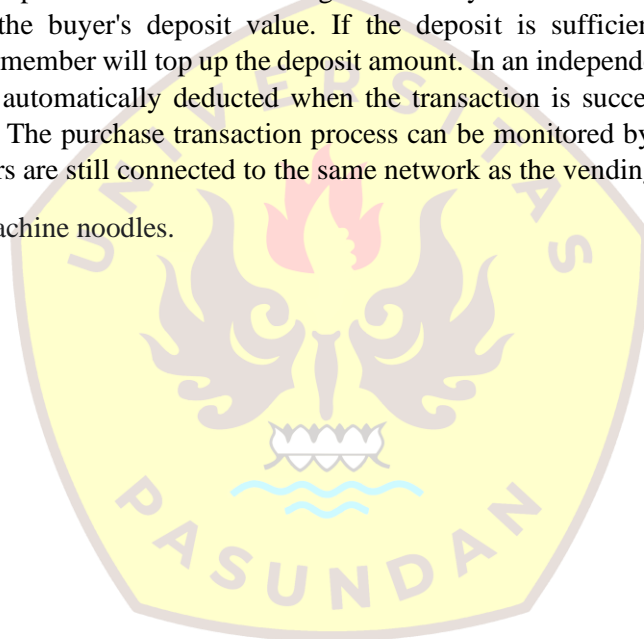 the buyer's deposit value. If the deposit is sufficien
member will top up the deposit amount. In an independ
automatically deducted when the transaction is succe
The purchase transaction process can be monitored by
rs are still connected to the same network as the vending
achine noodles.
UNIVERSITAS
PASUNDAN